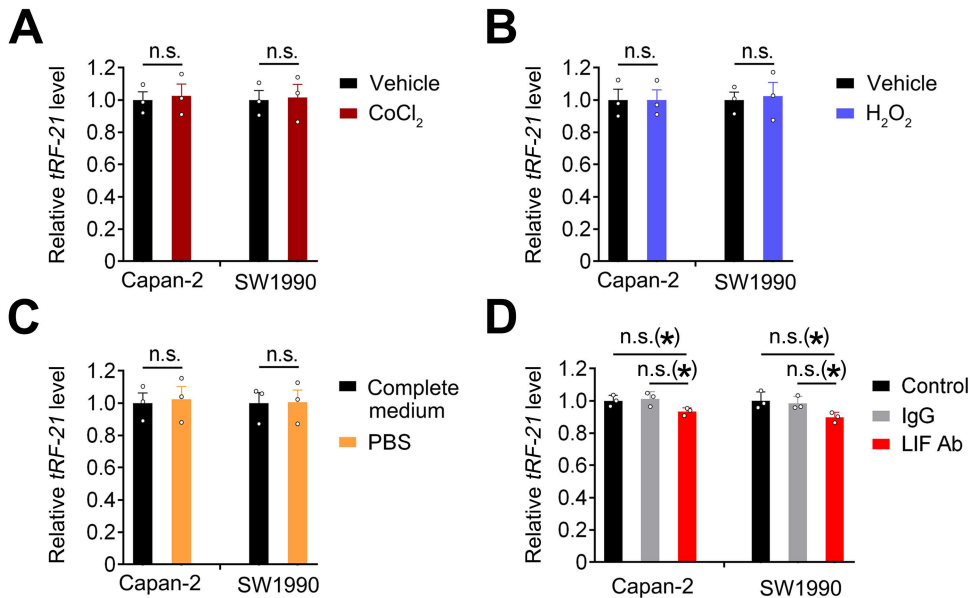 A
n.s.
n.s.
Relative tRF-21 level
1.2
1.0
0.8
0.6
0.4
0.2
0
Capan-2
SW1990
Vehicle
CoCl₂
B
n.s.
n.s.
Relative tRF-21 level
1.2
1.0
0.8
0.6
0.4
0.2
0
Capan-2
SW1990
Vehicle
H₂O₂
C
n.s.
n.s.
Relative tRF-21 level
1.2
1.0
0.8
0.6
0.4
0.2
0
Capan-2
SW1990
Complete
medium
PBS
D
n.s.(*)
n.s.(*)
n.s.(*)
n.s.(*)
Relative tRF-21 level
1.2
1.0
0.8
0.6
0.4
0.2
0
Capan-2
SW1990
Control
IgG
LIF Ab